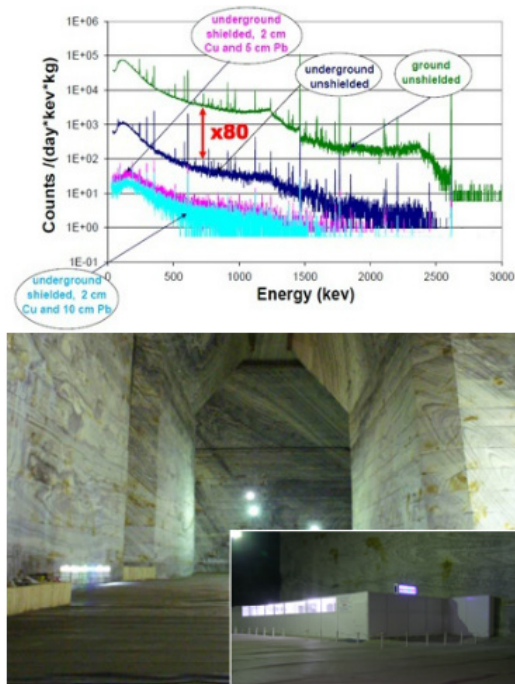 underground
shielded, 2 cm
Cu and 5 cm Pb
underground
unshielded
ground
unshielded
1E+06
1E+05
1E+04
1E+03
1E+02
1E+01
1E+00
1E-01
Counts /(day*kev*kg)
x80
0
500
1000
1500
2000
2500
3000
Energy (kev)
underground
shielded, 2 cm
Cu and 10 cm Pb